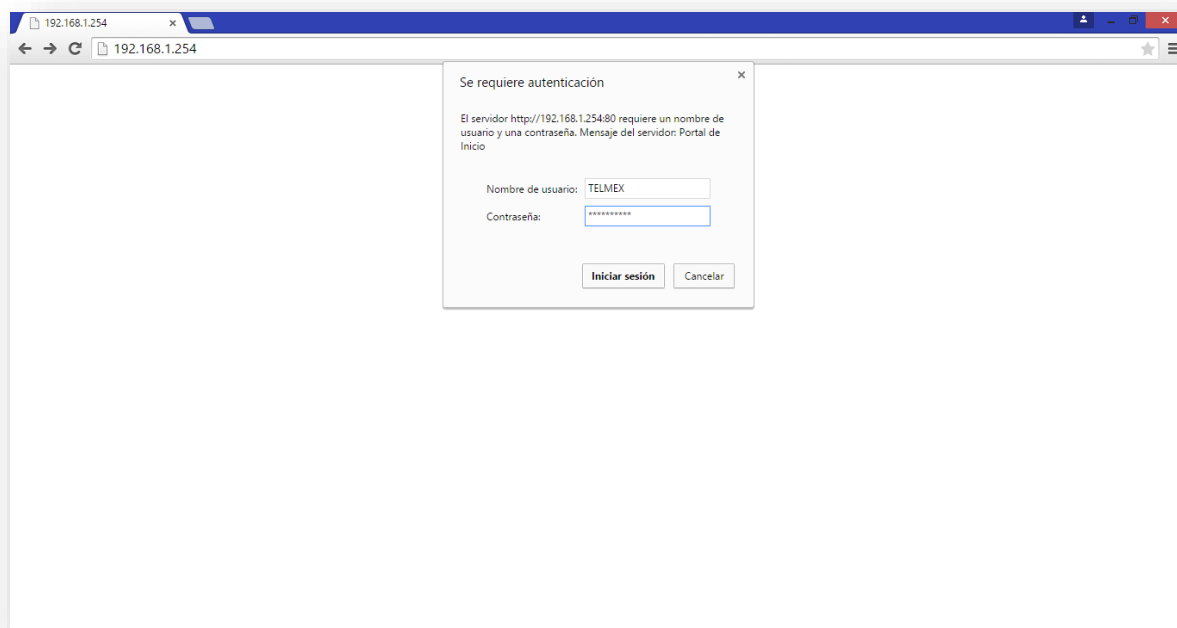 192.168.1.254
192.168.1.254
Se requiere autenticación
El servidor http://192.168.1.254:80 requiere un nombre de
usuario y una contraseña. Mensaje del servidor: Portal de
Inicio
Nombre de usuario: TELMEX
Contraseña: **********
Iniciar sesión Cancelar